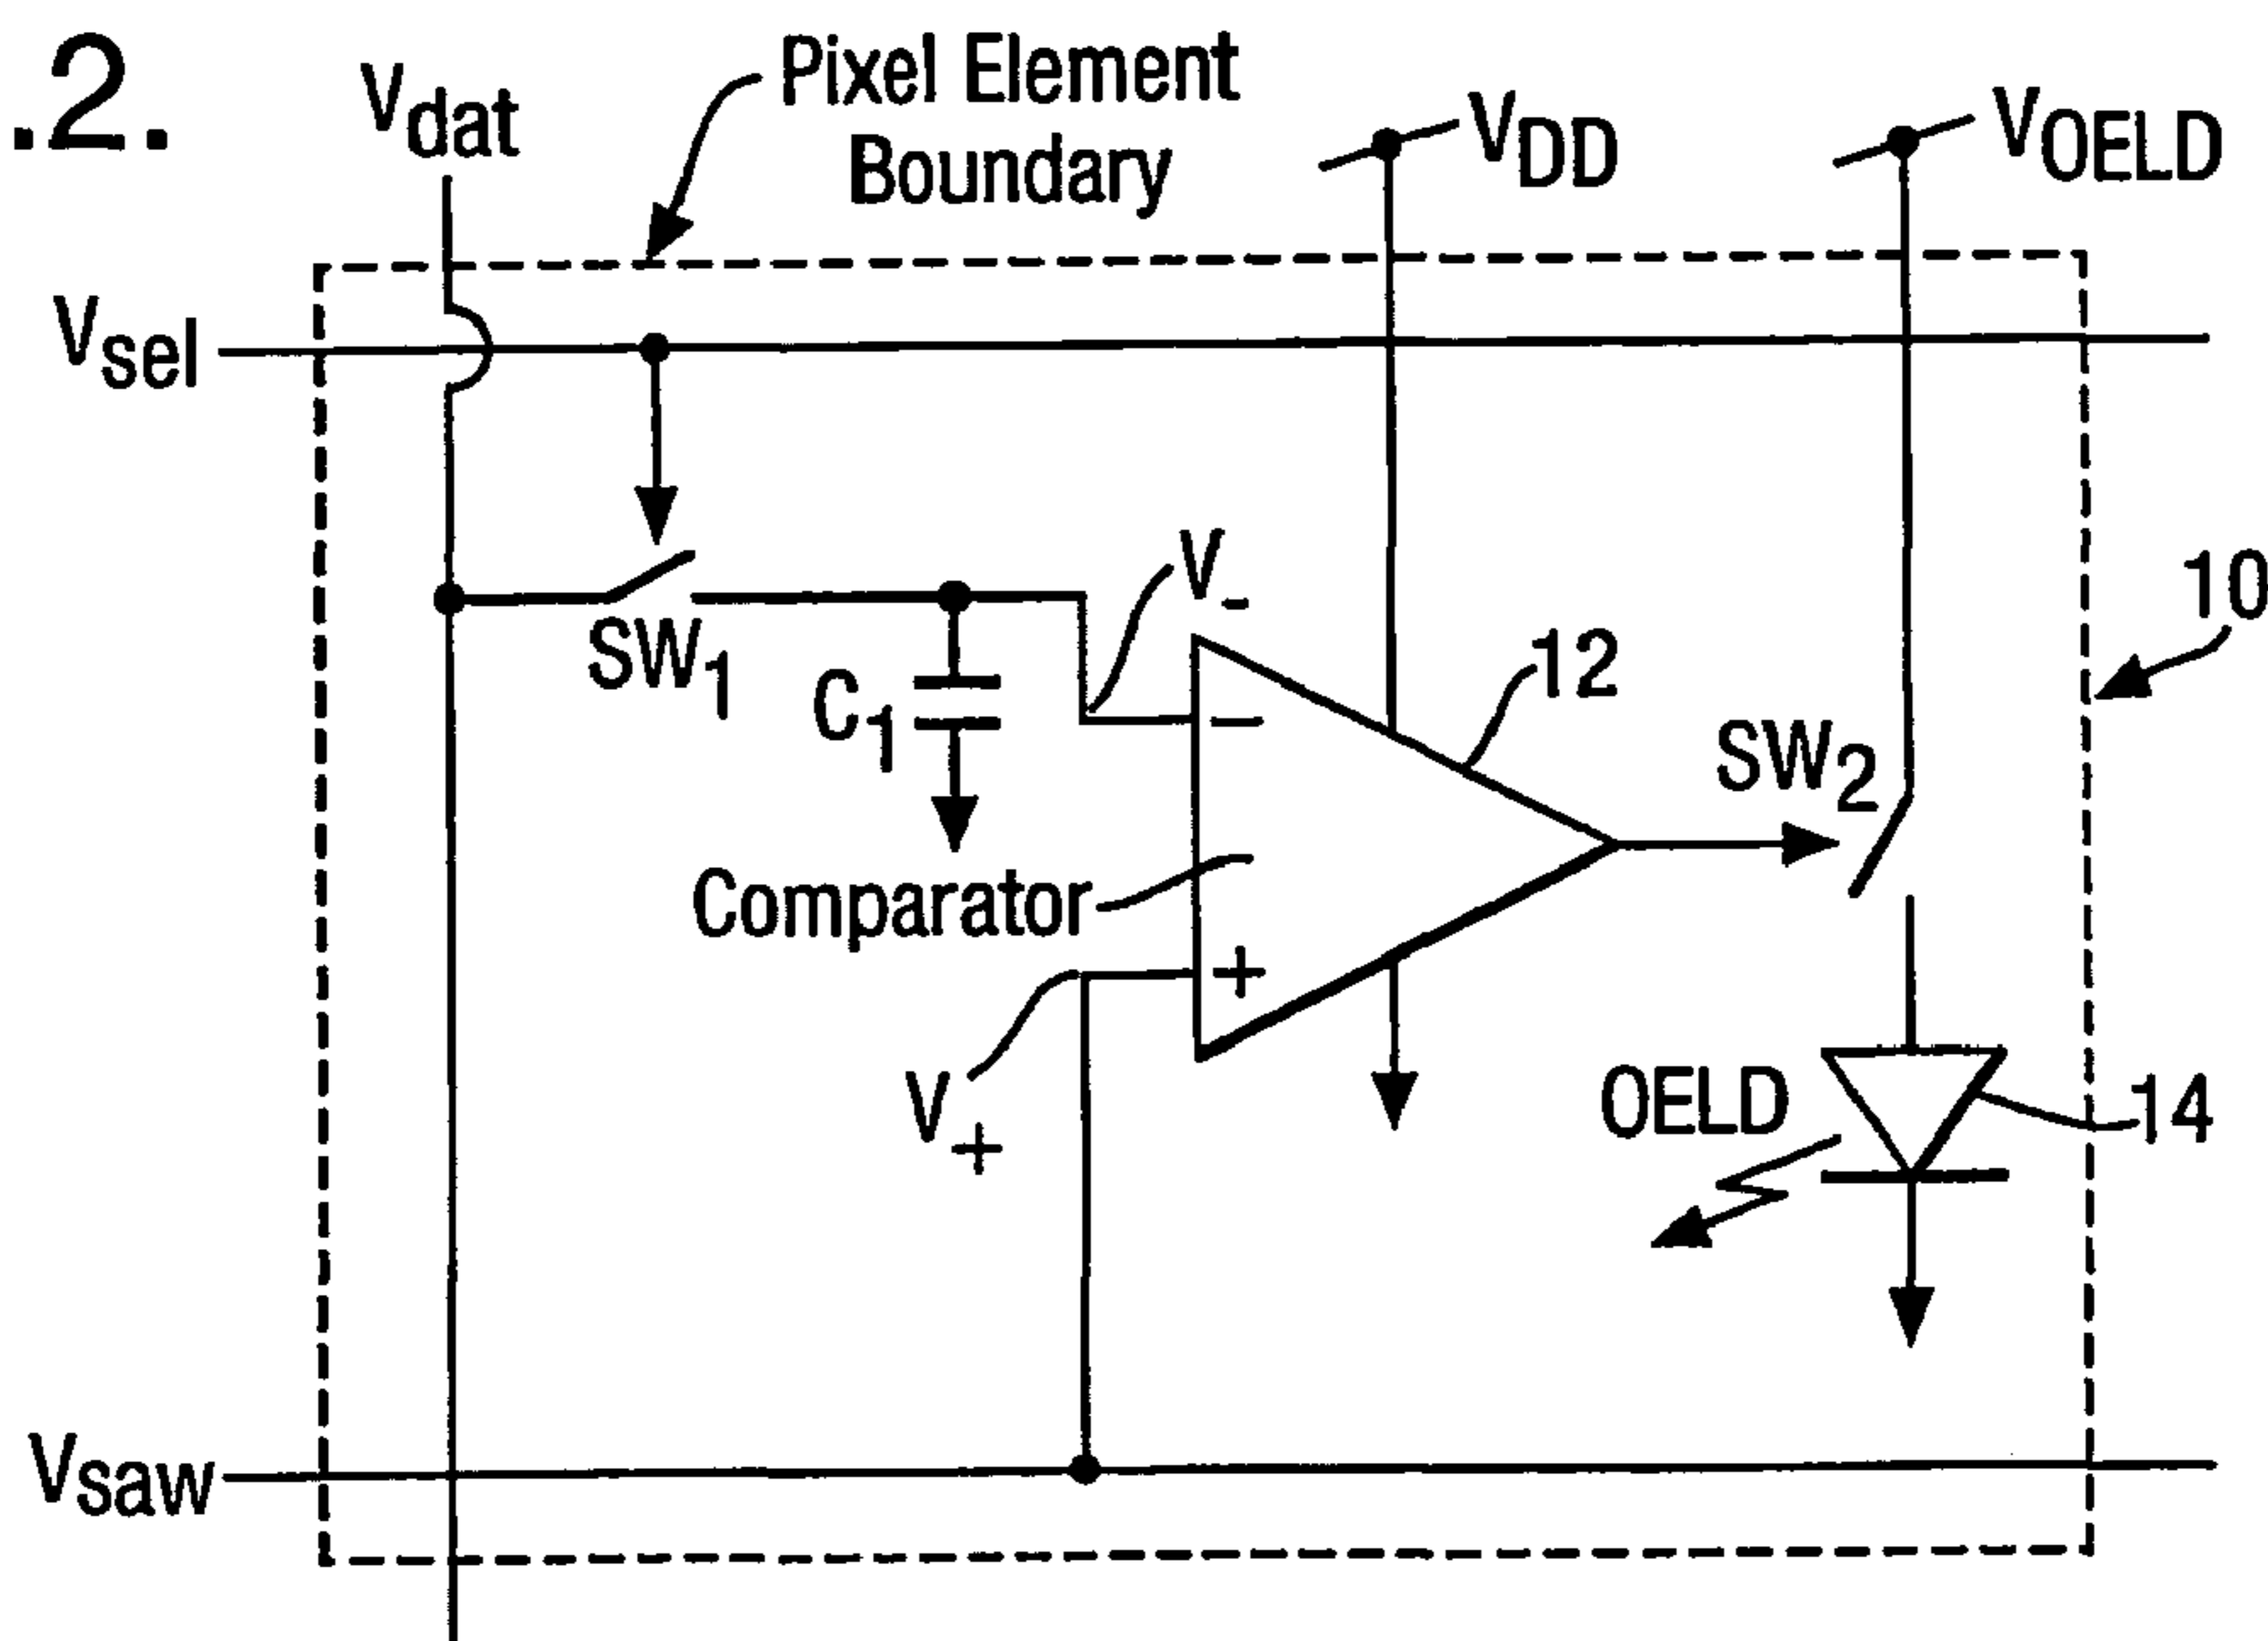 .2.
Vdat
Pixel Element
Boundary
VDD
VOELD
Vsel
10
V-
SW1
C1
12
SW2
Comparator
−
+
V+
OELD
14
Vsaw